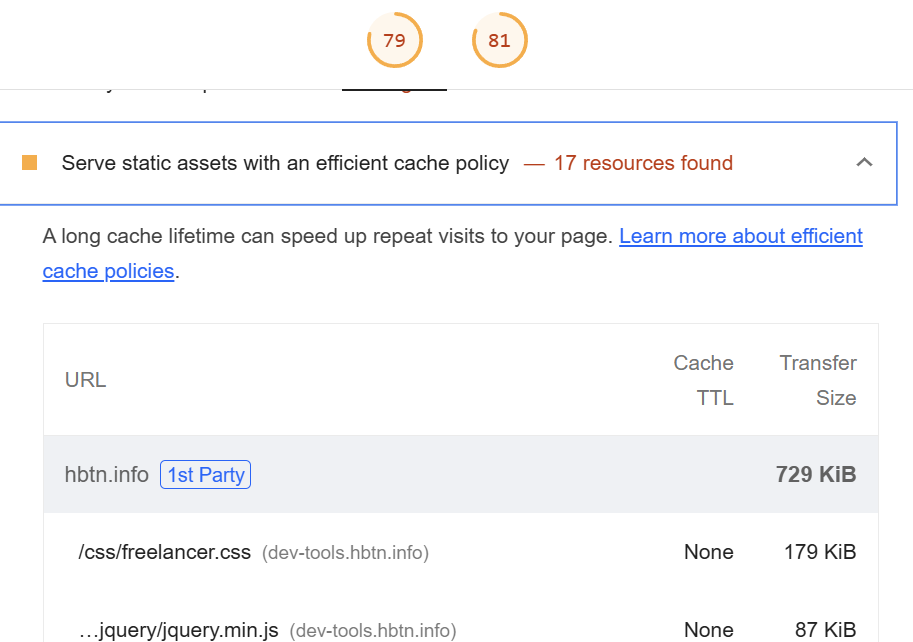 79 81
Serve static assets with an efficient cache policy — 17 resources found
A long cache lifetime can speed up repeat visits to your page. Learn more about efficient
cache policies.
URL Cache TTL Transfer Size
hbtn.info 1st Party 729 KiB
/css/freelancer.css (dev-tools.hbtn.info) None 179 KiB
…jquery/jquery.min.js (dev-tools.hbtn.info) None 87 KiB